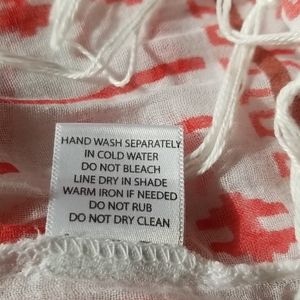 HAND WASH SEPARATELY
IN COLD WATER
DO NOT BLEACH
LINE DRY IN SHADE
WARM IRON IF NEEDED
DO NOT RUB
DO NOT DRY CLEAN